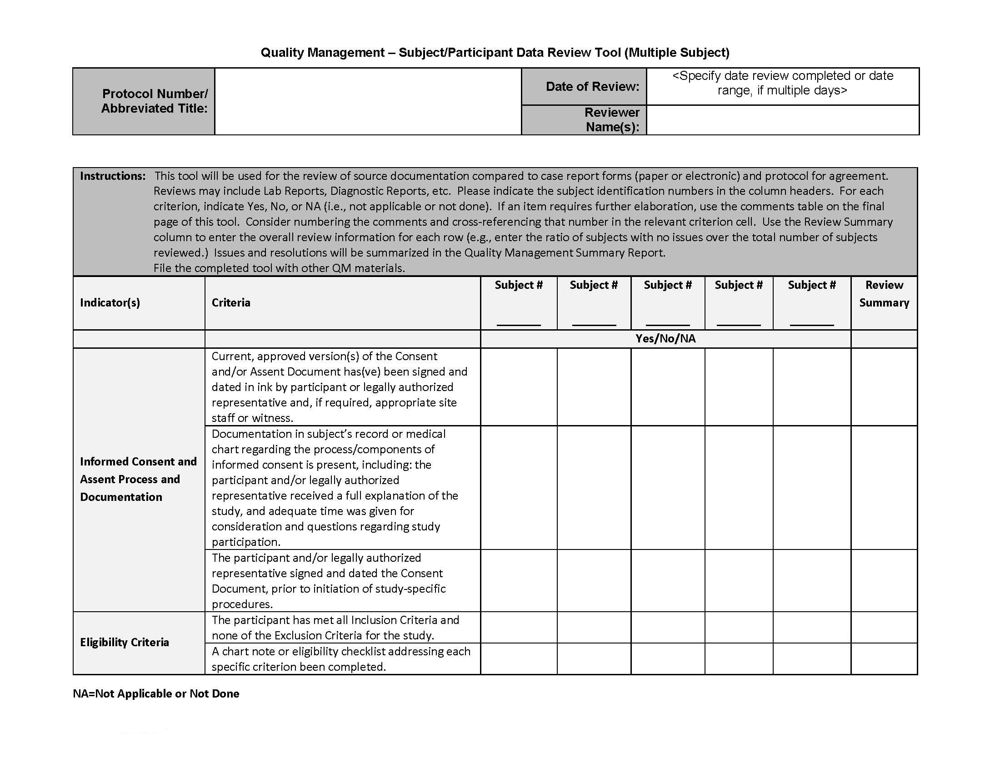 Quality Management – Subject/Participant Data Review Tool (Multiple Subject)
Protocol Number/
Abbreviated Title:
Date of Review:
<Specify date review completed or date
range, if multiple days>
Reviewer
Name(s):
Instructions: This tool will be used for the review of source documentation compared to case report forms (paper or electronic) and protocol for agreement.
Reviews may include Lab Reports, Diagnostic Reports, etc. Please indicate the subject identification numbers in the column headers. For each
criterion, indicate Yes, No, or NA (i.e., not applicable or not done). If an item requires further elaboration, use the comments table on the final
page of this tool. Consider numbering the comments and cross-referencing that number in the relevant criterion cell. Use the Review Summary
column to enter the overall review information for each row (e.g., enter the ratio of subjects with no issues over the total number of subjects
reviewed.) Issues and resolutions will be summarized in the Quality Management Summary Report.
File the completed tool with other QM materials.
Indicator(s)
Criteria
Subject #
Subject #
Subject #
Subject #
Subject #
Review
Summary
Yes/No/NA
Informed Consent and
Assent Process and
Documentation
Current, approved version(s) of the Consent
and/or Assent Document has(ve) been signed and
dated in ink by participant or legally authorized
representative and, if required, appropriate site
staff or witness.
Documentation in subject’s record or medical
chart regarding the process/components of
informed consent is present, including: the
participant and/or legally authorized
representative received a full explanation of the
study, and adequate time was given for
consideration and questions regarding study
participation.
The participant and/or legally authorized
representative signed and dated the Consent
Document, prior to initiation of study-specific
procedures.
Eligibility Criteria
The participant has met all Inclusion Criteria and
none of the Exclusion Criteria for the study.
A chart note or eligibility checklist addressing each
specific criterion been completed.
NA=Not Applicable or Not Done